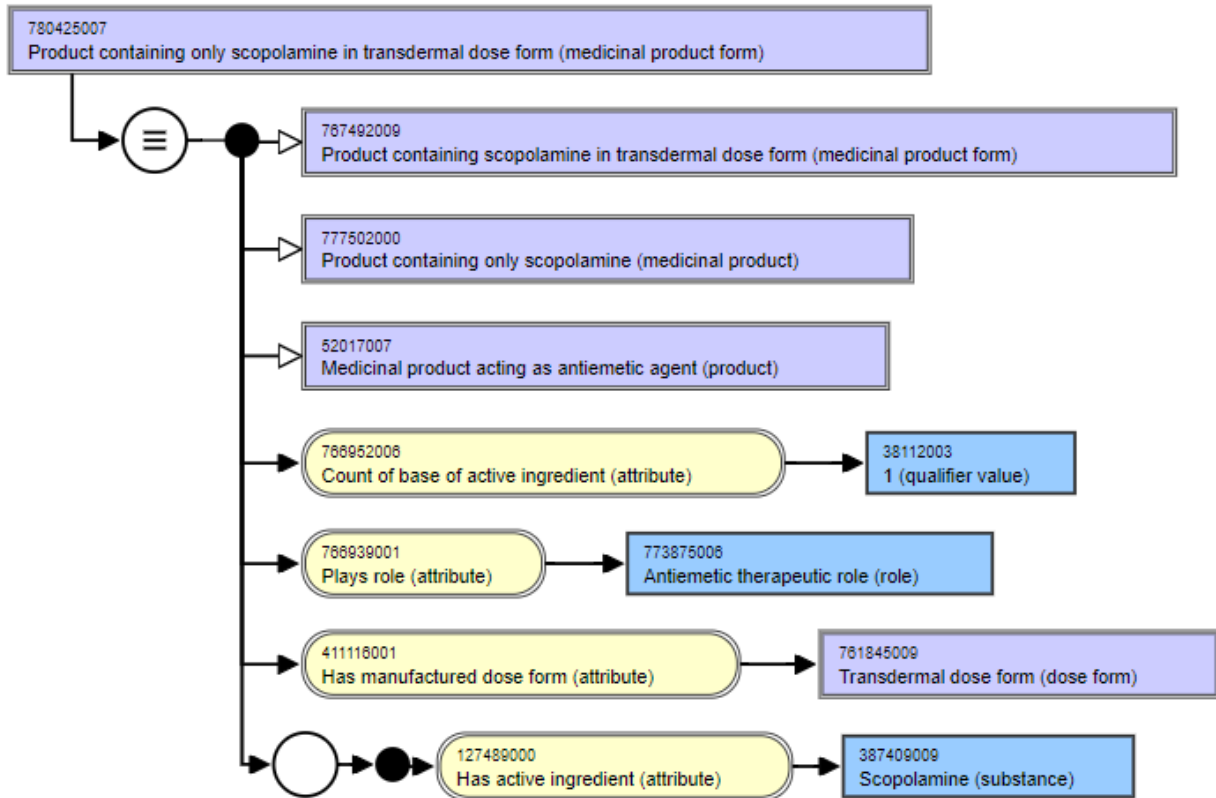 780425007
Product containing only scopolamine in transdermal dose form (medicinal product form)
≡
767492009
Product containing scopolamine in transdermal dose form (medicinal product form)
777502000
Product containing only scopolamine (medicinal product)
52017007
Medicinal product acting as antiemetic agent (product)
766952006
Count of base of active ingredient (attribute)
38112003
1 (qualifier value)
766939001
Plays role (attribute)
773875006
Antiemetic therapeutic role (role)
411116001
Has manufactured dose form (attribute)
761845009
Transdermal dose form (dose form)
127489000
Has active ingredient (attribute)
387409009
Scopolamine (substance)